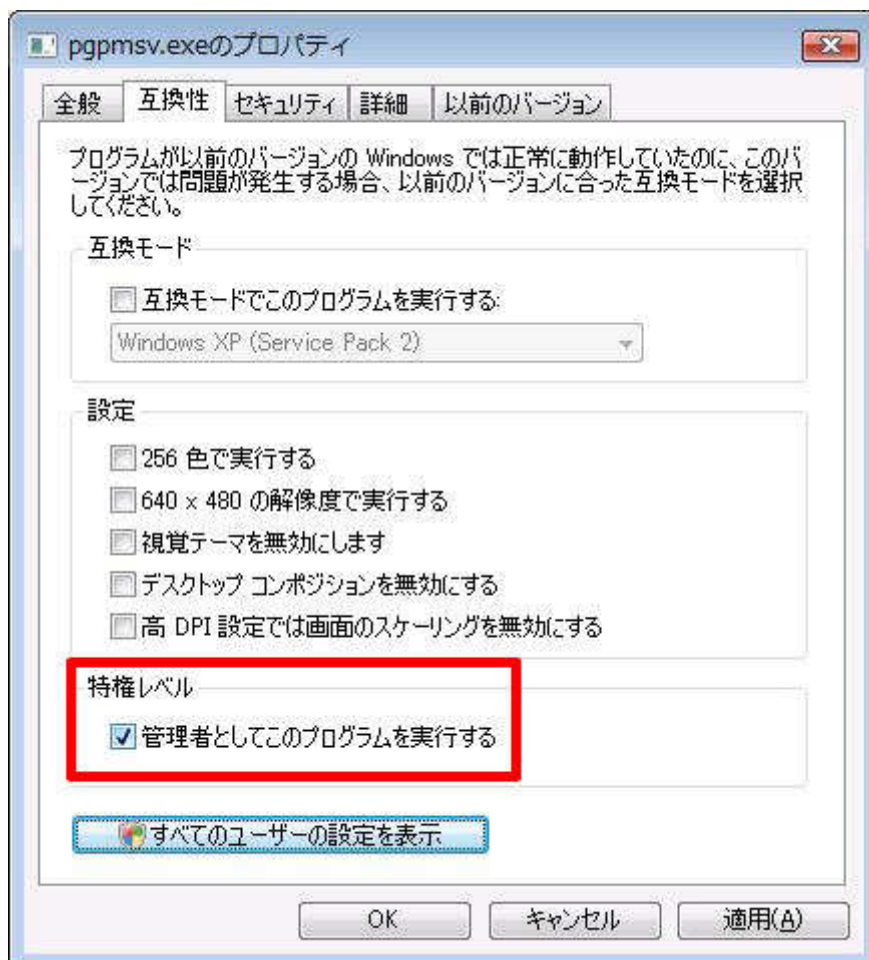 pgpmsv.exeのプロパティ
全般 互換性 セキュリティ 詳細 以前のバージョン
プログラムが以前のバージョンの Windows では正常に動作していたのに、このバ
ージョンでは問題が発生する場合、以前のバージョンに合った互換モードを選択
してください。
互換モード
互換モードでこのプログラムを実行する:
Windows XP (Service Pack 2)
設定
256 色で実行する
640 x 480 の解像度で実行する
視覚テーマを無効にします
デスクトップ コンポジションを無効にする
高 DPI 設定では画面のスケーリングを無効にする
特権レベル
管理者としてこのプログラムを実行する
すべてのユーザーの設定を表示
OK キャンセル 適用(A)